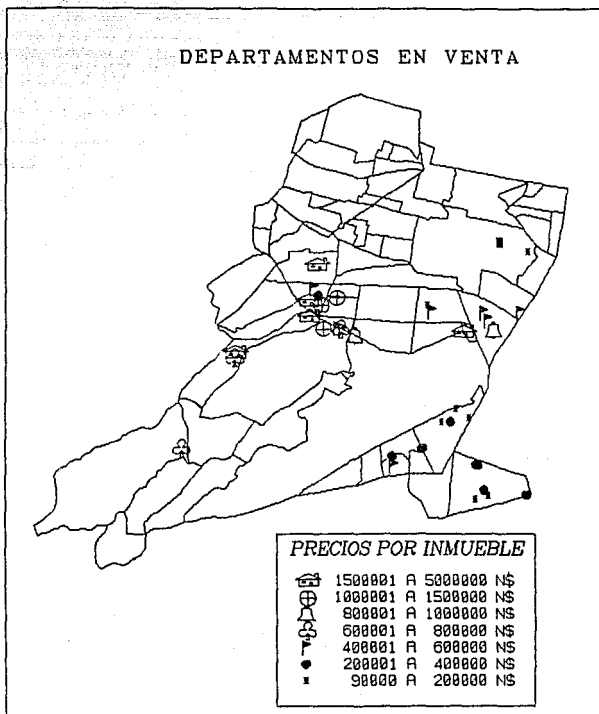 DEPARTAMENTOS EN VENTA
PRECIOS POR INMUEBLE
1500001 A 5000000 N$
1000001 A 1500000 N$
800001 A 1000000 N$
600001 A 800000 N$
400001 A 600000 N$
200001 A 400000 N$
90000 A 200000 N$